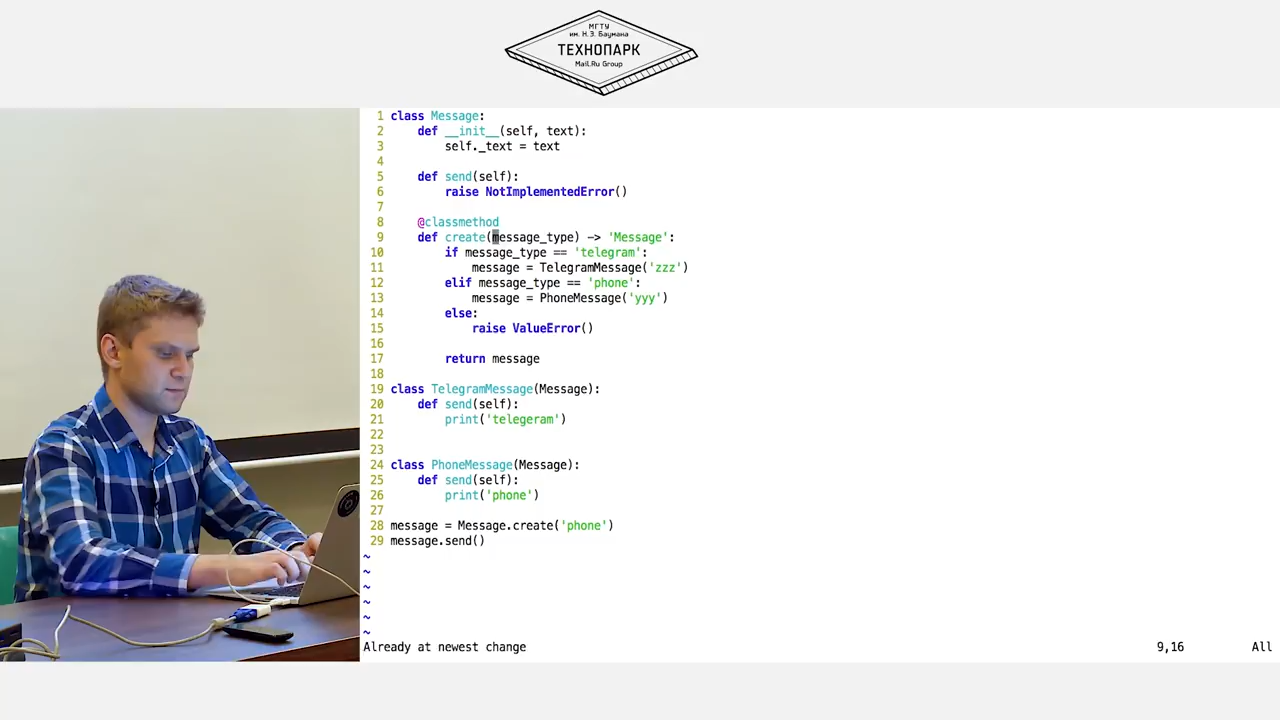 МГТУ
им. Н.Э. Баумана
ТЕХНОПАРК
Mail.Ru Group
1 class Message:
2     def __init__(self, text):
3         self._text = text
4
5     def send(self):
6         raise NotImplementedError()
7
8     @classmethod
9     def create(message_type) -> 'Message':
10         if message_type == 'telegram':
11             message = TelegramMessage('zzz')
12         elif message_type == 'phone':
13             message = PhoneMessage('yyy')
14         else:
15             raise ValueError()
16
17         return message
18
19 class TelegramMessage(Message):
20     def send(self):
21         print('telegeram')
22
23
24 class PhoneMessage(Message):
25     def send(self):
26         print('phone')
27
28 message = Message.create('phone')
29 message.send()
~
~
~
~
~
~
Already at newest change 9,16 All